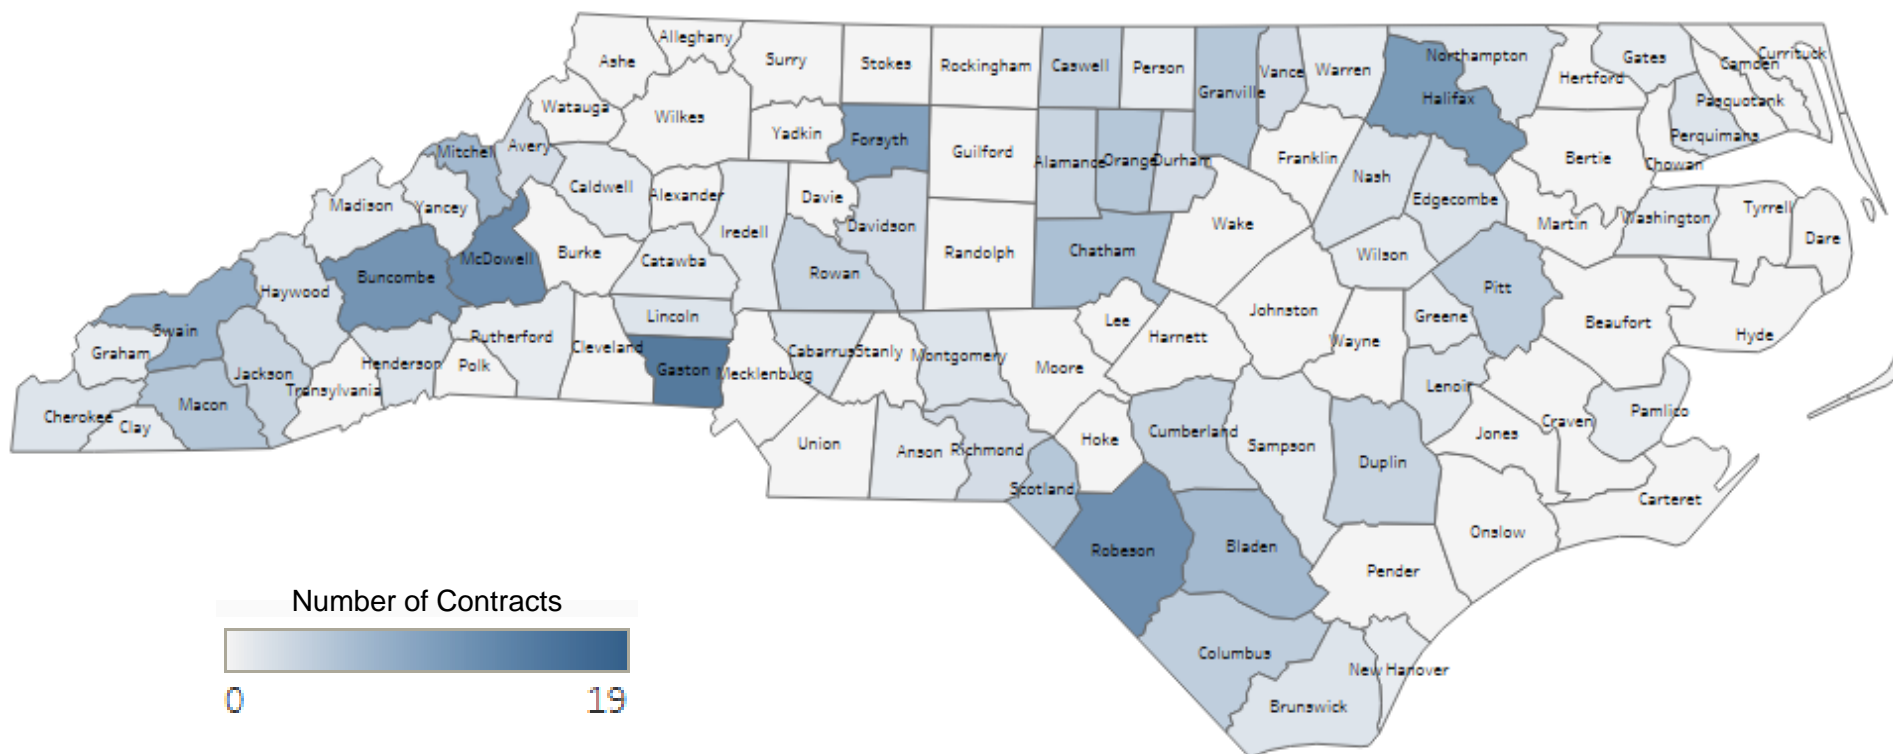 Alleghany
Ashe
Surry
Stokes
Rockingham
Caswell
Person
Granville
Vance
Warren
Northampton
Hertford
Gates
Camden
Currituck
Pasquotank
Perquimans
Chowan
Halifax
Bertie
Watauga
Wilkes
Yadkin
Forsyth
Guilford
Alamance
Orange
Durham
Franklin
Nash
Edgecombe
Martin
Washington
Tyrrell
Dare
Mitchell
Avery
Caldwell
Alexander
Davie
Davidson
Iredell
Madison
Yancey
Burke
Catawba
Rowan
Randolph
Chatham
Wake
Wilson
Pitt
Buncombe
McDowell
Haywood
Swain
Graham
Jackson
Macon
Cherokee
Clay
Transylvania
Henderson
Polk
Rutherford
Cleveland
Lincoln
Gaston
Mecklenburg
Cabarrus
Stanly
Montgomery
Moore
Lee
Harnett
Johnston
Wayne
Greene
Lenoir
Beaufort
Hyde
Craven
Pamlico
Jones
Carteret
Onslow
Union
Anson
Richmond
Scotland
Hoke
Cumberland
Sampson
Duplin
Robeson
Bladen
Pender
Columbus
New Hanover
Brunswick
Number of Contracts
0
19